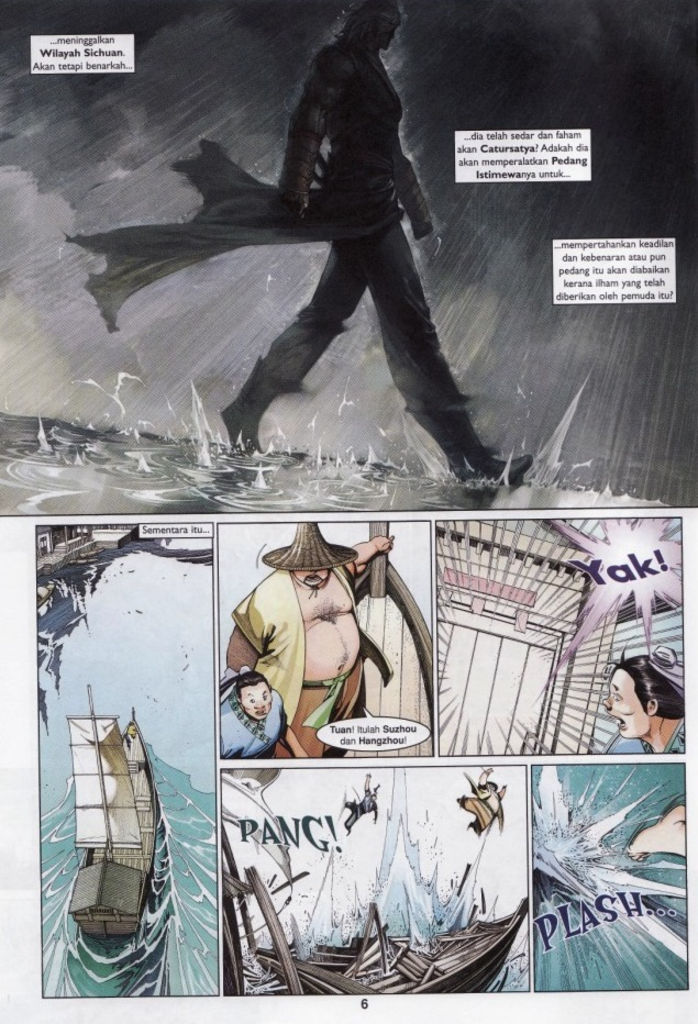 ...meninggalkan
Wilayah Sichuan.
Akan tetapi benarkah...
...dia telah sedar dan faham
akan Catursatya? Adakah dia
akan memperalatkan Pedang
Istimewanya untuk...
...mempertahankan keadilan
dan kebenaran atau pun
pedang itu akan diabaikan
kerana ilham yang telah
diberikan oleh pemuda itu?
Sementara itu...
Tuan! Itulah Suzhou
dan Hangzhou!
Yak!
PANG!
PLASH...
6